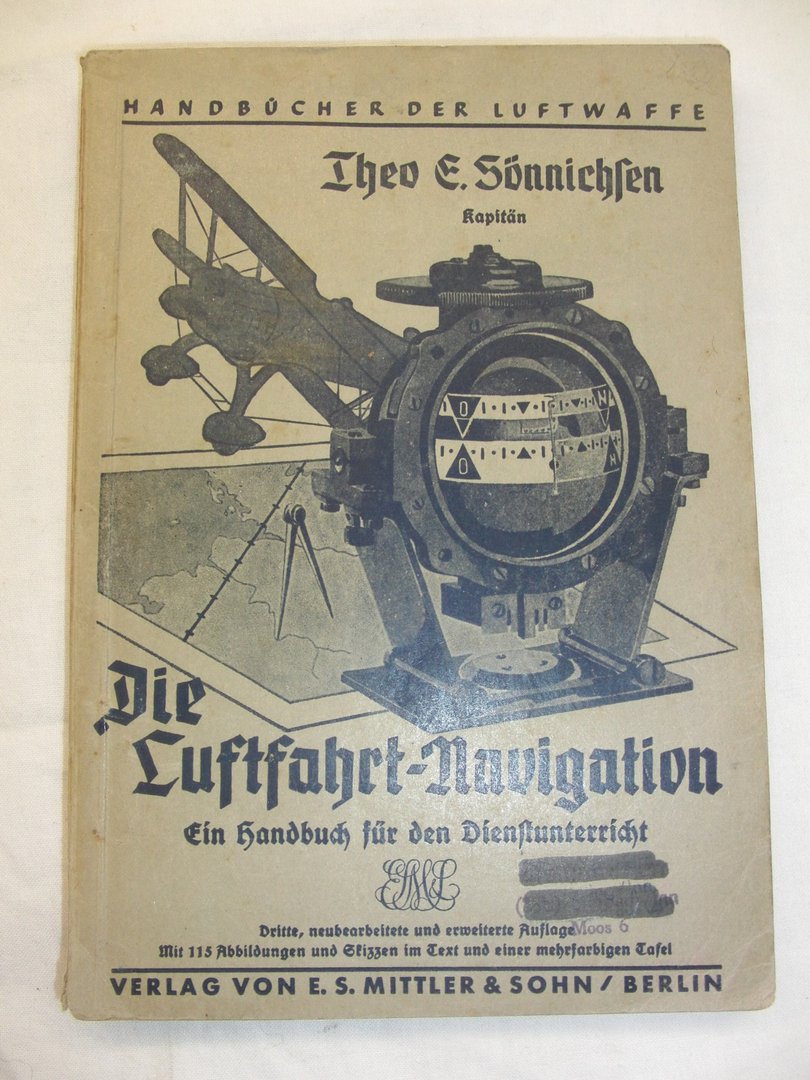 HANDBÜCHER DER LUFTWAFFE
Theo E. Sönnichsen
Kapitän
O N
O N
Die
Luftfahrt-Navigation
Ein Handbuch für den Dienstunterricht
Dritte, neubearbeitete und erweiterte Auflage
Moos 6
Mit 115 Abbildungen und Skizzen im Text und einer mehrfarbigen Tafel
VERLAG VON E. S. MITTLER & SOHN / BERLIN